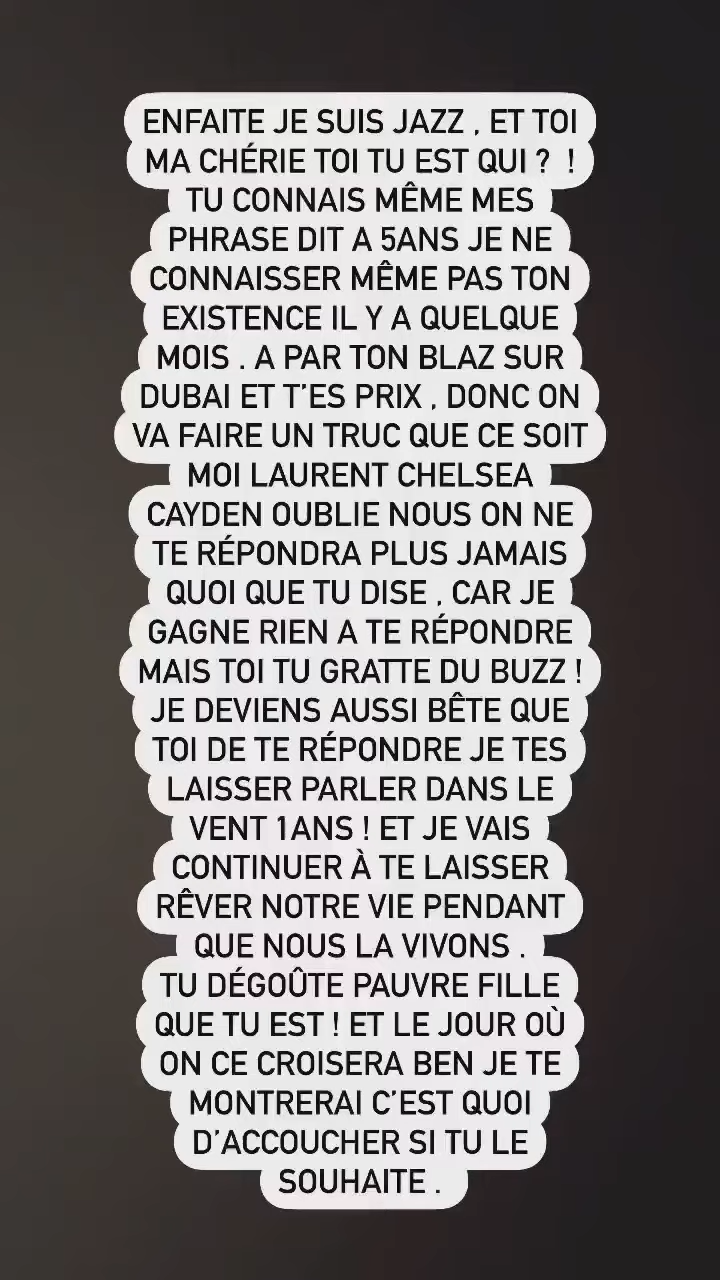 ENFAITE JE SUIS JAZZ , ET TOI
MA CHÉRIE TOI TU EST QUI ? !
TU CONNAIS MÊME MES
PHRASE DIT A 5ANS JE NE
CONNAISSER MÊME PAS TON
EXISTENCE IL Y A QUELQUE
MOIS . A PAR TON BLAZ SUR
DUBAI ET T'ES PRIX , DONC ON
VA FAIRE UN TRUC QUE CE SOIT
MOI LAURENT CHELSEA
CAYDEN OUBLIE NOUS ON NE
TE RÉPONDRA PLUS JAMAIS
QUOI QUE TU DISE , CAR JE
GAGNE RIEN A TE RÉPONDRE
MAIS TOI TU GRATTE DU BUZZ !
JE DEVIENS AUSSI BÊTE QUE
TOI DE TE RÉPONDRE JE TES
LAISSER PARLER DANS LE
VENT 1ANS ! ET JE VAIS
CONTINUER À TE LAISSER
RÊVER NOTRE VIE PENDANT
QUE NOUS LA VIVONS .
TU DÉGOÛTE PAUVRE FILLE
QUE TU EST ! ET LE JOUR OÙ
ON CE CROISERA BEN JE TE
MONTRERAI C'EST QUOI
D'ACCOUCHER SI TU LE
SOUHAITE .